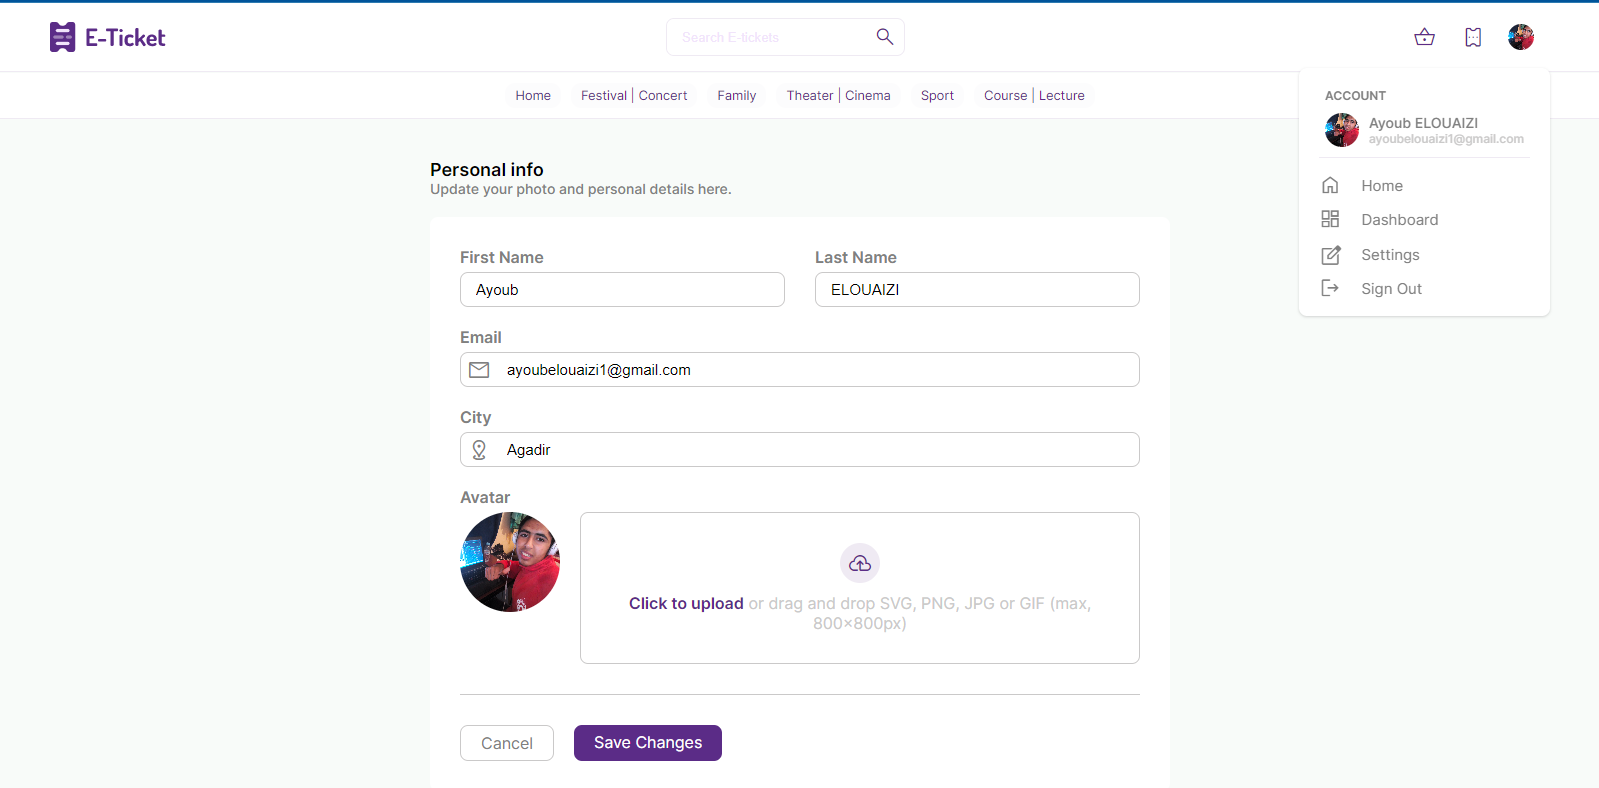 E-Ticket
Search E-tickets
Home Festival | Concert Family Theater | Cinema Sport Course | Lecture
ACCOUNT
Ayoub ELOUAIZI
ayoubelouaizi1@gmail.com
Home
Dashboard
Settings
Sign Out
Personal info
Update your photo and personal details here.
First Name Last Name
Ayoub ELOUAIZI
Email
ayoubelouaizi1@gmail.com
City
Agadir
Avatar
Click to upload or drag and drop SVG, PNG, JPG or GIF (max,
800x800px)
Cancel Save Changes